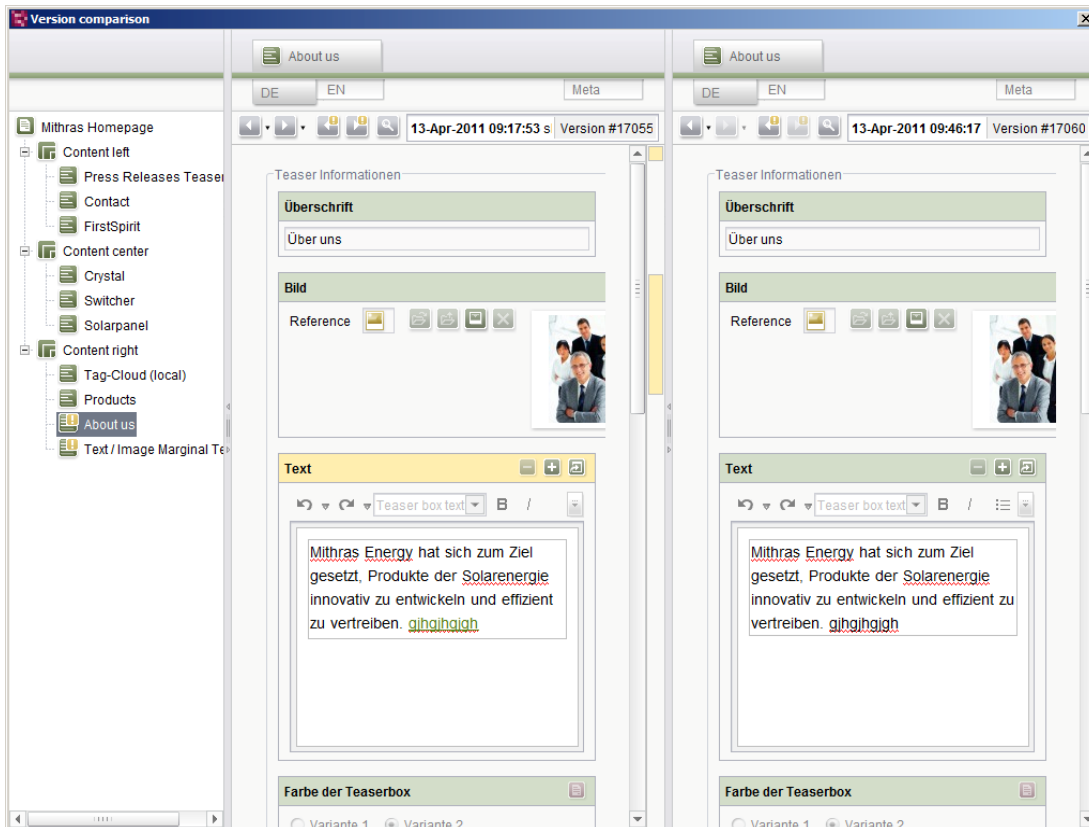 Version comparison
About us
DE
EN
Meta
Mithras Homepage
Content left
Press Releases Teaser
Contact
FirstSpirit
Content center
Crystal
Switcher
Solarpanel
Content right
Tag-Cloud (local)
Products
About us
Text / Image Marginal Te
13-Apr-2011 09:17:53 s
Version #17055
Teaser Informationen
Überschrift
Über uns
Bild
Reference
Text
Teaser box text
B
I
Mithras Energy hat sich zum Ziel
gesetzt, Produkte der Solarenergie
innovativ zu entwickeln und effizient
zu vertreiben. gjhgjhgjgh
Farbe der Teaserbox
Variante 1
Variante 2
About us
DE
EN
Meta
13-Apr-2011 09:46:17
Version #17060
Teaser Informationen
Überschrift
Über uns
Bild
Reference
Text
Teaser box text
B
I
Mithras Energy hat sich zum Ziel
gesetzt, Produkte der Solarenergie
innovativ zu entwickeln und effizient zu
vertreiben. gjhgjhgjgh
Farbe der Teaserbox
Variante 1
Variante 2